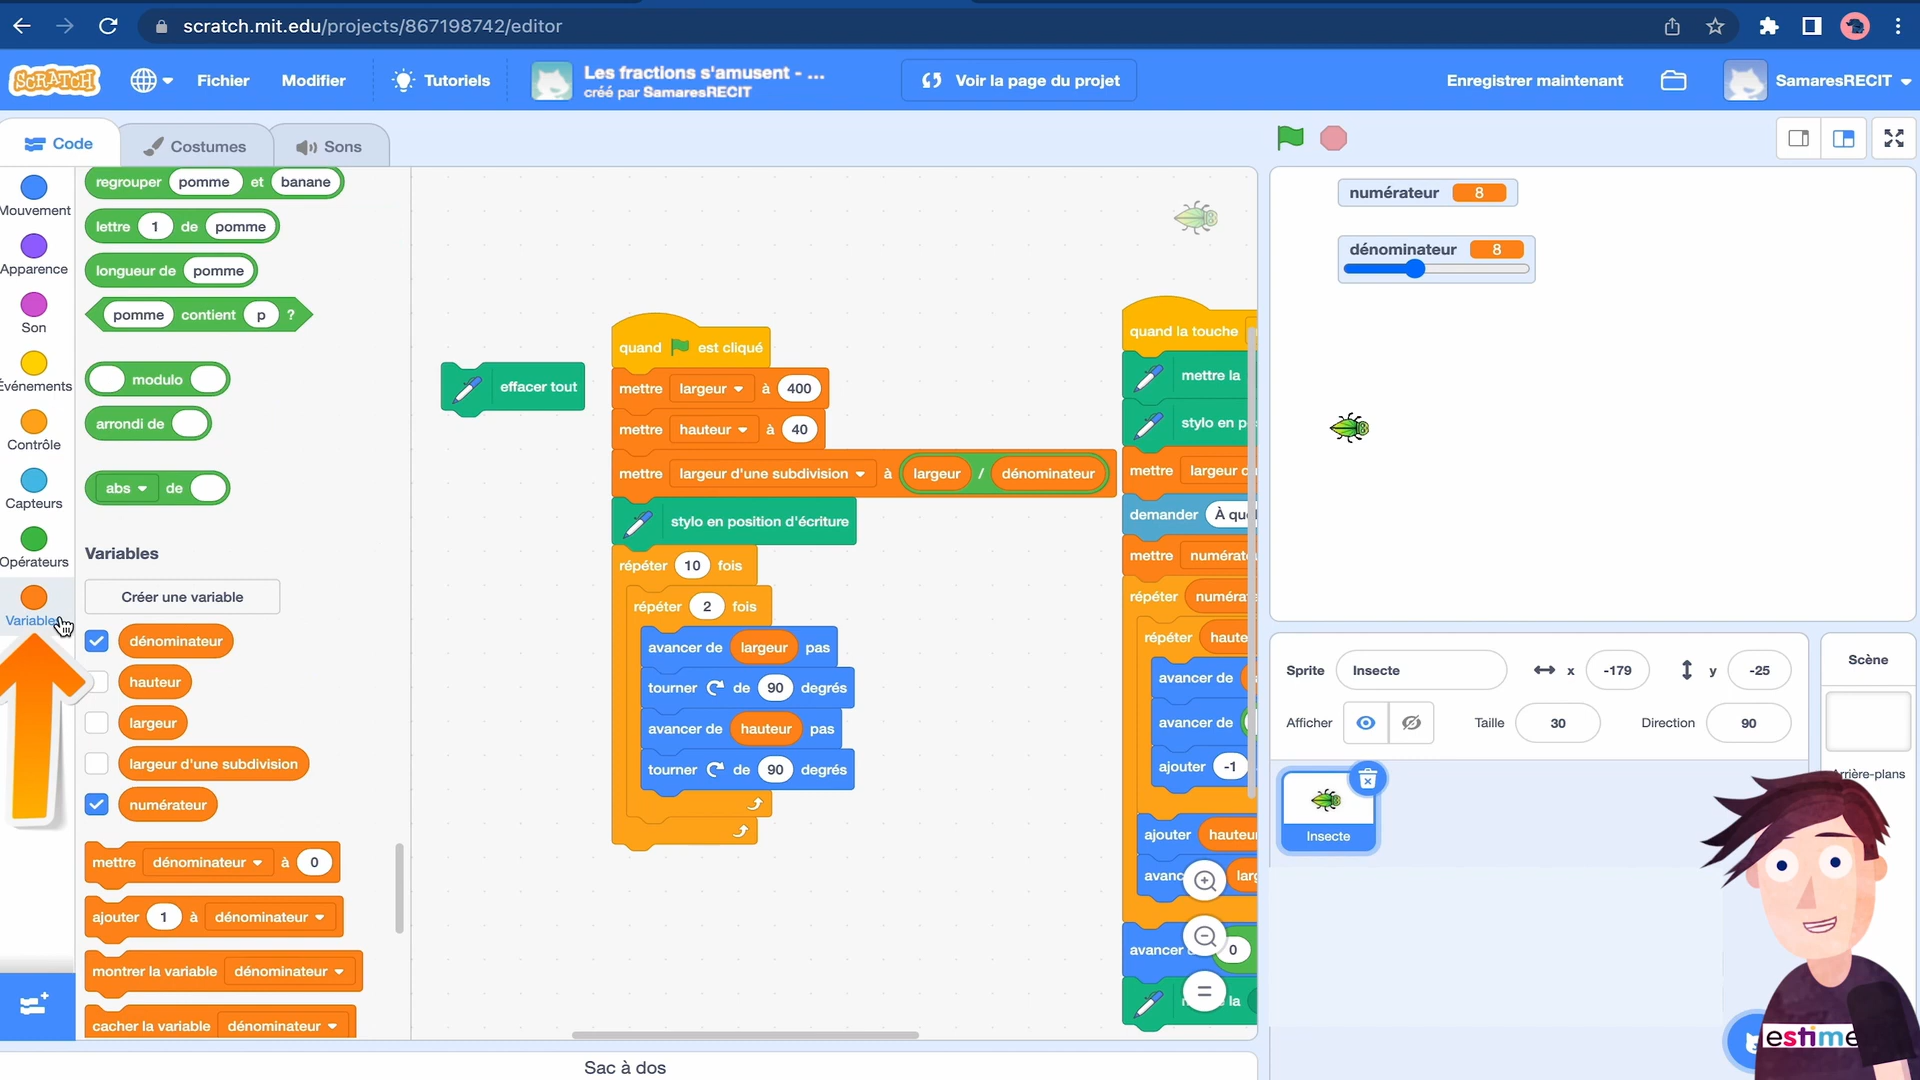 scratch.mit.edu/projects/867198742/editor
SCRATCH
Fichier
Modifier
Tutoriels
Les fractions s'amusent - ...
créé par SamaresRECIT
Voir la page du projet
Enregistrer maintenant
SamaresRECIT
Code
Costumes
Sons
Mouvement
Apparence
Son
Événements
Contrôle
Capteurs
Opérateurs
Variables
regrouper pomme et banane
lettre 1 de pomme
longueur de pomme
pomme contient p ?
modulo
arrondi de
abs de
Variables
Créer une variable
dénominateur
hauteur
largeur
largeur d'une subdivision
numérateur
mettre dénominateur à 0
ajouter 1 à dénominateur
montrer la variable dénominateur
cacher la variable dénominateur
effacer tout
quand est cliqué
mettre largeur à 400
mettre hauteur à 40
mettre largeur d'une subdivision à largeur / dénominateur
stylo en position d'écriture
répéter 10 fois
répéter 2 fois
avancer de largeur pas
tourner de 90 degrés
avancer de hauteur pas
tourner de 90 degrés
quand la touche
mettre la
stylo en p
mettre largeur d
demander À que
mettre numérat
répéter numéra
répéter haute
avancer de
avancer de
ajouter -1
ajouter hauteu
avanc larg
avancer 0
la
Sac à dos
numérateur 8
dénominateur 8
Sprite Insecte x -179 y -25
Afficher Taille 30 Direction 90
Insecte
Scène
Arrière-plans
estime